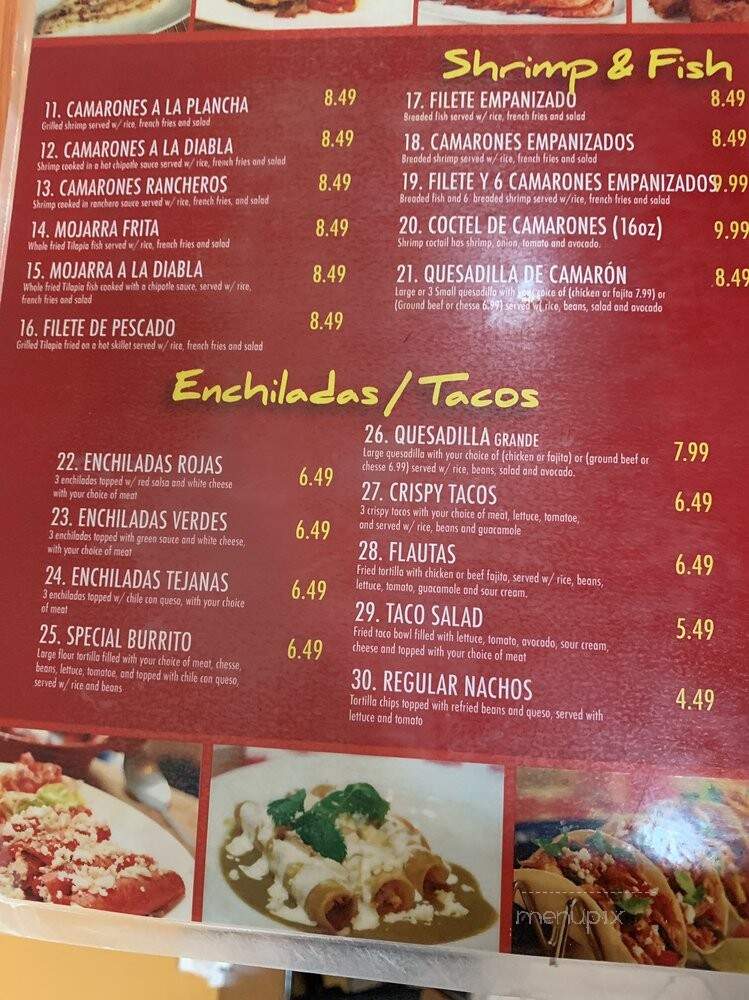 Shrimp & Fish
11. CAMARONES A LA PLANCHA 8.49
Grilled shrimp served w/ rice, french fries and salad
12. CAMARONES A LA DIABLA 8.49
Shrimp cooked in a hot chipotle sauce served w/ rice, french fries and salad
13. CAMARONES RANCHEROS 8.49
Shrimp cooked in ranchero sauce served w/ rice, french fries, and salad
14. MOJARRA FRITA 8.49
Whole fried Tilapia fish served w/ rice, french fries and salad
15. MOJARRA A LA DIABLA 8.49
Whole fried Tilapia fish cooked with a chipotle sauce, served w/ rice,
french fries and salad
16. FILETE DE PESCADO 8.49
Grilled Tilapia fried on a hot skillet served w/ rice, french fries and salad
17. FILETE EMPANIZADO 8.49
Breaded fish served w/ rice, french fries and salad
18. CAMARONES EMPANIZADOS 8.49
Breaded shrimp served w/ rice, french fries and salad
19. FILETE Y 6 CAMARONES EMPANIZADOS 9.99
Breaded fish and 6 breaded shrimp served w/rice, french fries and salad
20. COCTEL DE CAMARONES (16oz) 9.99
Shrimp coctail has shrimp, onion, tomato and avocado.
21. QUESADILLA DE CAMARÓN 8.49
Large or 3 Small quesadilla with your choice of (chicken or fajita 7.99) or
(Ground beef or chesse 6.99) served w/ rice, beans, salad and avocado
Enchiladas / Tacos
22. ENCHILADAS ROJAS 6.49
3 enchiladas topped w/ red salsa and white cheese
with your choice of meat
23. ENCHILADAS VERDES 6.49
3 enchiladas topped with green sauce and white cheese,
with your choice of meat
24. ENCHILADAS TEJANAS 6.49
3 enchiladas topped w/ chile con queso, with your choice
of meat
25. SPECIAL BURRITO 6.49
Large flour tortilla filled with your choice of meat, chesse,
beans, lettuce, tomatoe, and topped with chile con queso,
served w/ rice and beans
26. QUESADILLA GRANDE 7.99
Large quesadilla with your choice of (chicken or fajita) or (ground beef or
chesse 6.99) served w/ rice, beans, salad and avocado.
27. CRISPY TACOS 6.49
3 crispy tacos with your choice of meat, lettuce, tomatoe,
and served w/ rice, beans and guacamole
28. FLAUTAS 6.49
Fried tortilla with chicken or beef fajita, served w/ rice, beans,
lettuce, tomato, guacamole and sour cream.
29. TACO SALAD 5.49
Fried taco bowl filled with lettuce, tomato, avocado, sour cream,
cheese and topped with your choice of meat
30. REGULAR NACHOS 4.49
Tortilla chips topped with refried beans and queso, served with
lettuce and tomato
menupix